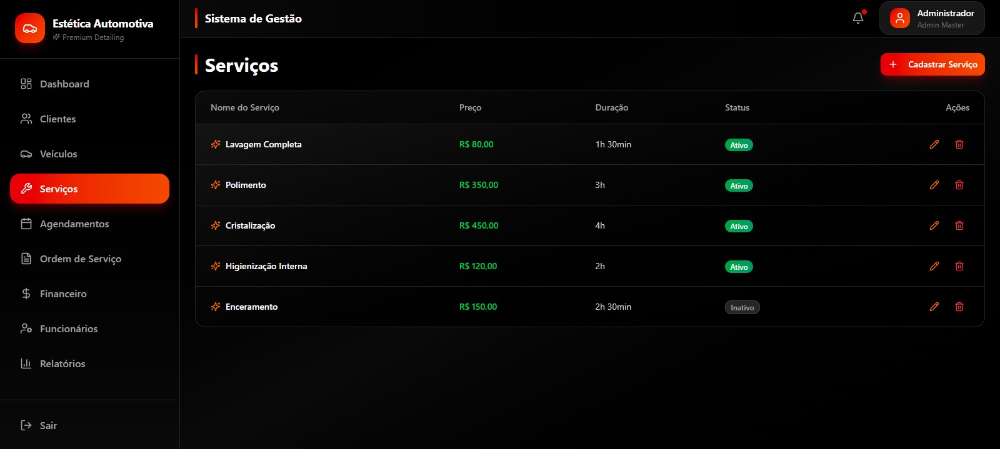 Estética Automotiva
Premium Detailing
Dashboard
Clientes
Veículos
Serviços
Agendamentos
Ordem de Serviço
Financeiro
Funcionários
Relatórios
Sair
Sistema de Gestão
Administrador
Admin Master
Serviços
Cadastrar Serviço
Nome do Serviço Preço Duração Status Ações
Lavagem Completa R$ 80,00 1h 30min Ativo
Polimento R$ 350,00 3h Ativo
Cristalização R$ 450,00 4h Ativo
Higienização Interna R$ 120,00 2h Ativo
Enceramento R$ 150,00 2h 30min Inativo